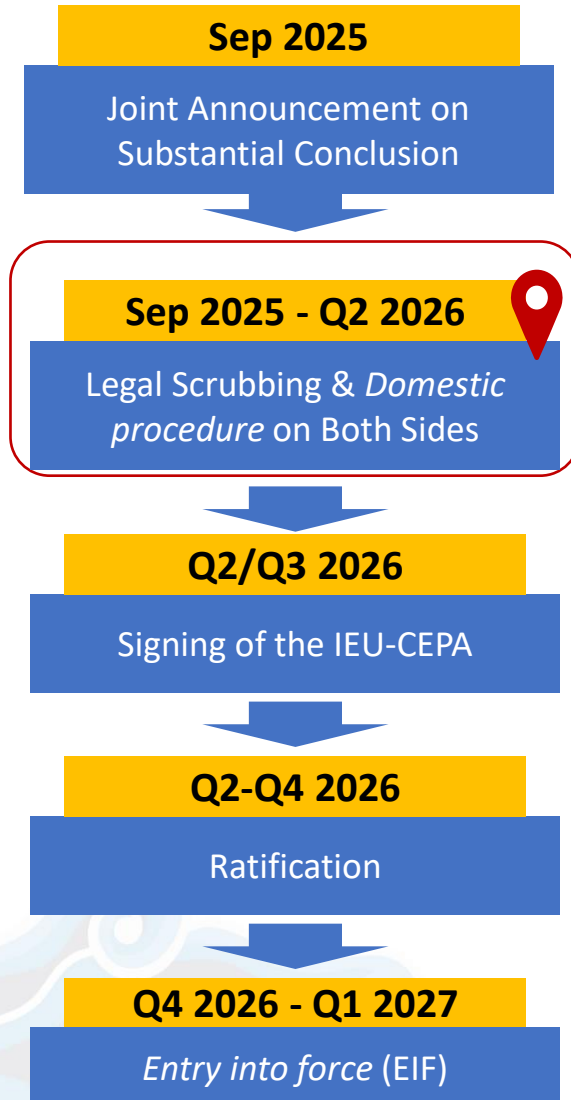 Sep 2025
Joint Announcement on
Substantial Conclusion
Sep 2025 - Q2 2026
Legal Scrubbing & Domestic
procedure on Both Sides
Q2/Q3 2026
Signing of the IEU-CEPA
Q2-Q4 2026
Ratification
Q4 2026 - Q1 2027
Entry into force (EIF)